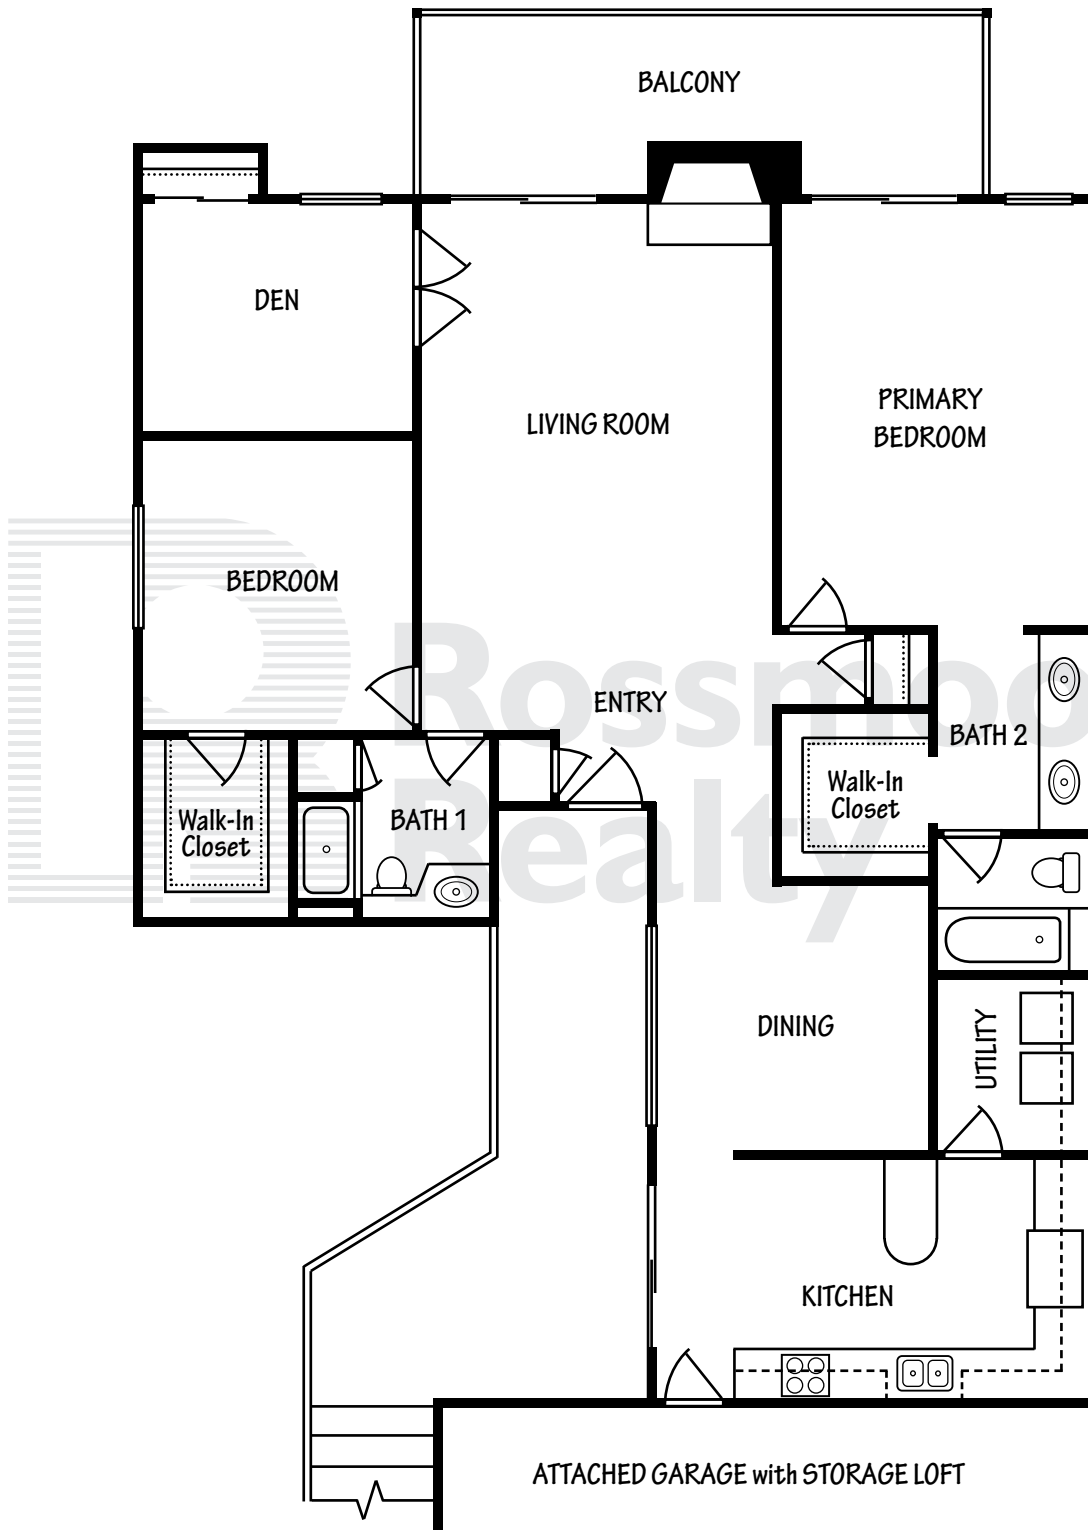 BALCONY
DEN
LIVING ROOM
PRIMARY
BEDROOM
BEDROOM
ENTRY
BATH 2
Walk-In
Closet
Walk-In
Closet
BATH 1
DINING
UTILITY
KITCHEN
ATTACHED GARAGE with STORAGE LOFT
Rossmoo
Realty